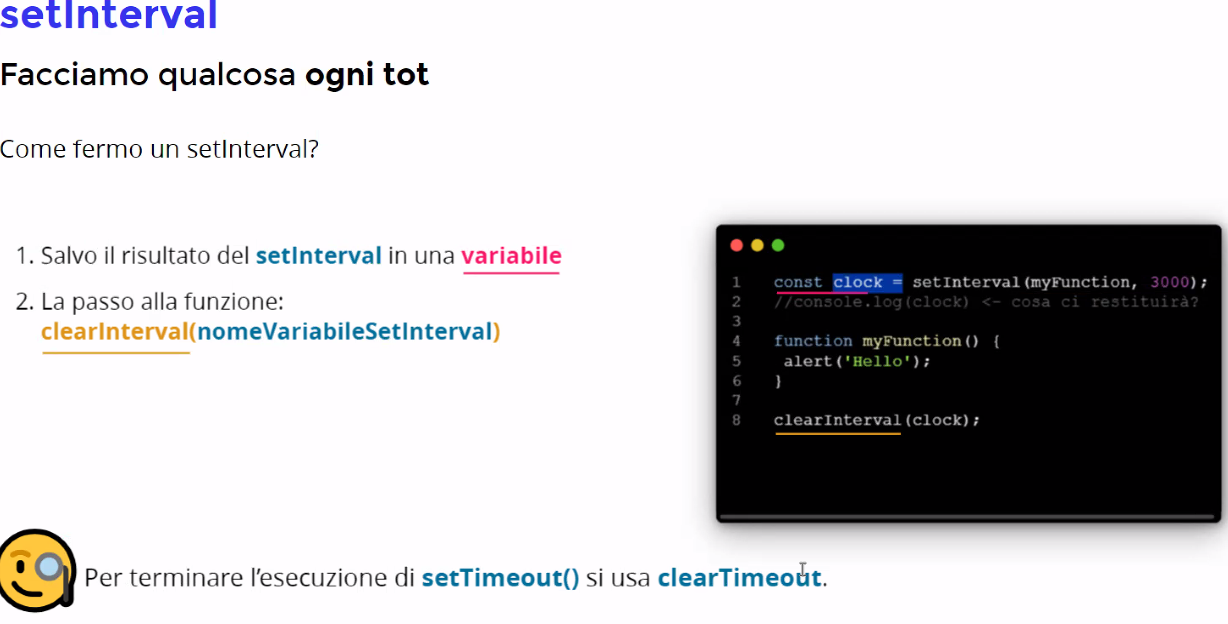 setInterval
Facciamo qualcosa ogni tot
Come fermo un setInterval?
1. Salvo il risultato del setInterval in una variabile
2. La passo alla funzione:
clearInterval(nomeVariabileSetInterval)
1 const clock = setInterval(myFunction, 3000);
2 //console.log(clock) <- cosa ci restituirà?
3
4 function myFunction() {
5 alert('Hello');
6 }
7
8 clearInterval(clock);
Per terminare l'esecuzione di setTimeout() si usa clearTimeout.